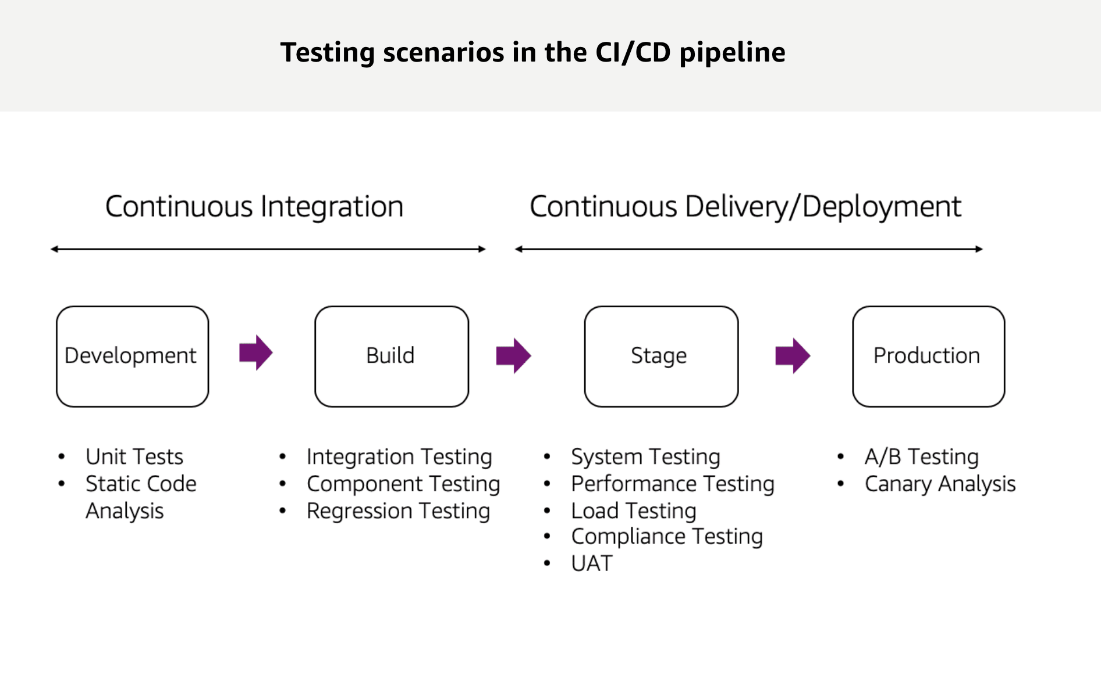 Testing scenarios in the CI/CD pipeline
Continuous Integration
Continuous Delivery/Deployment
Development
Build
Stage
Production
• Unit Tests
• Static Code
Analysis
• Integration Testing
• Component Testing
• Regression Testing
• System Testing
• Performance Testing
• Load Testing
• Compliance Testing
• UAT
• A/B Testing
• Canary Analysis